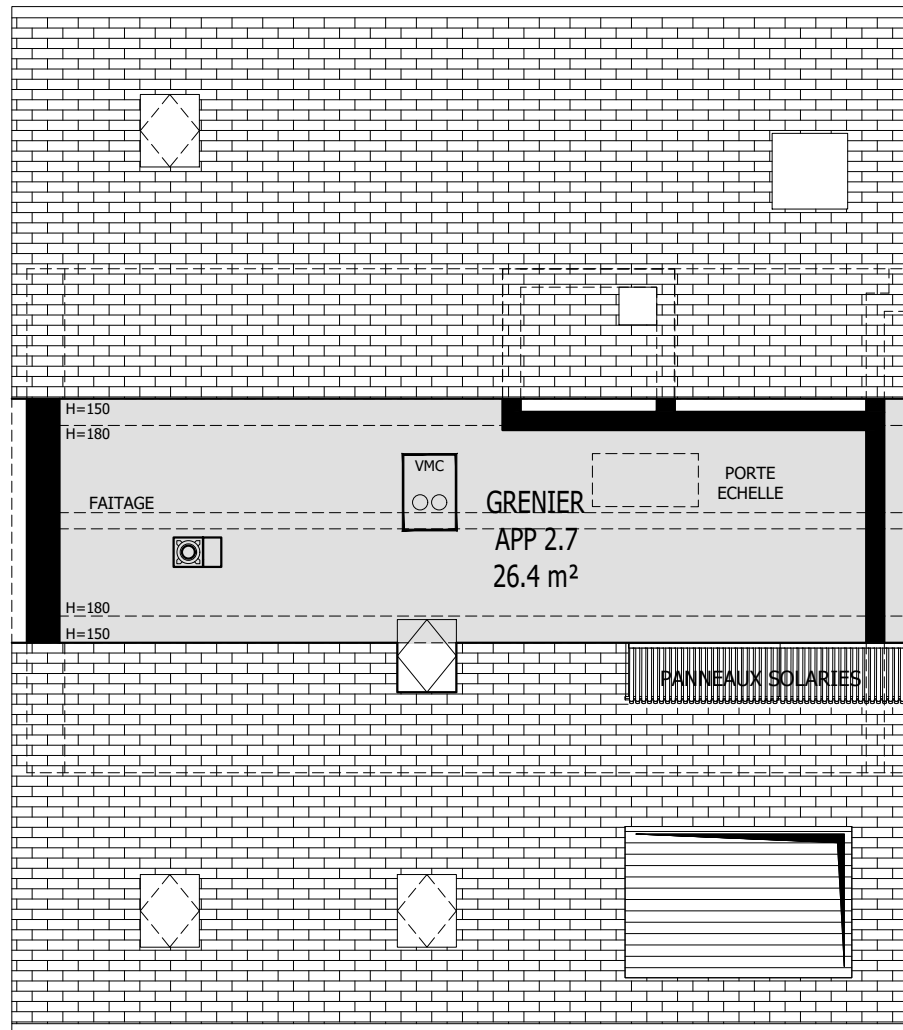 H=150
H=180
VMC
FAITAGE
GRENIER
APP 2.7
26.4 m²
PORTE
ECHELLE
H=180
H=150
PANNEAUX SOLARIES